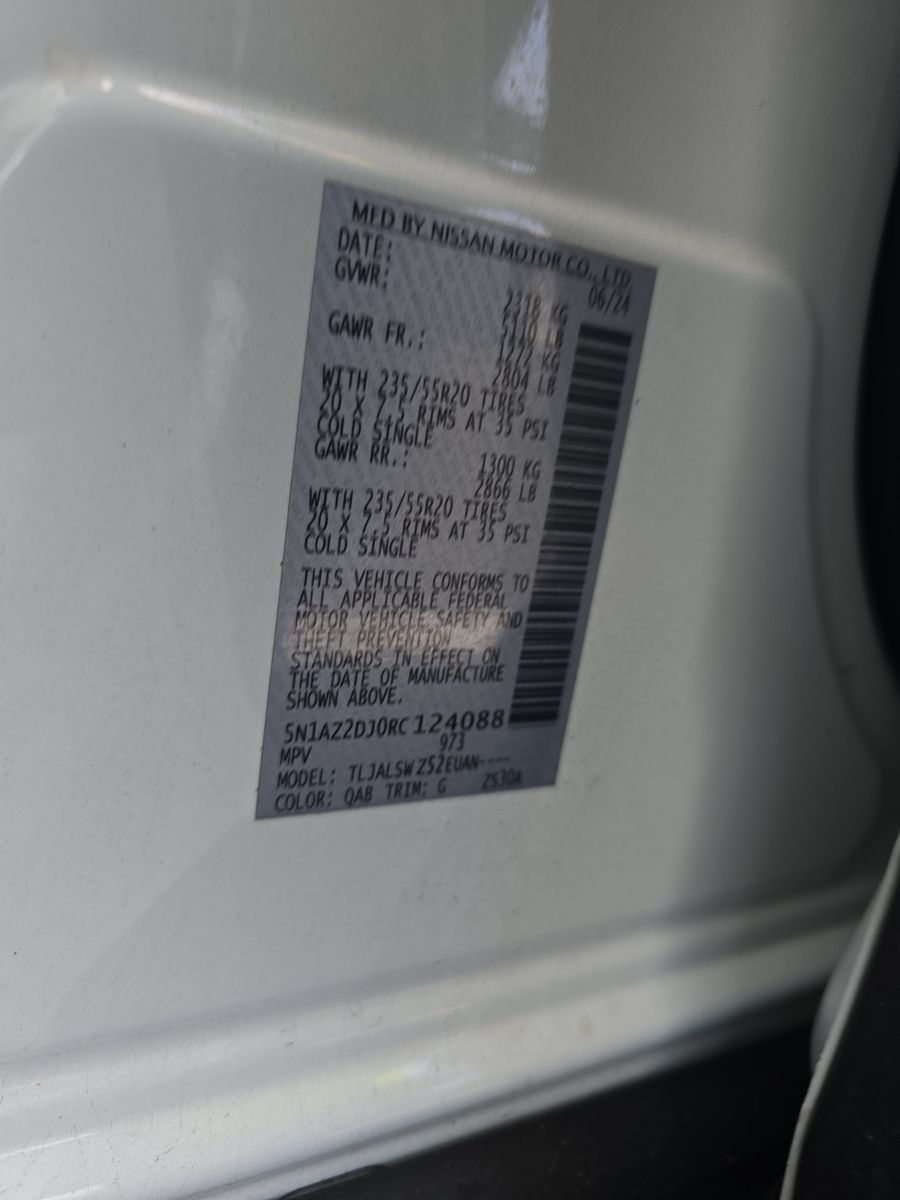 MFD BY NISSAN MOTOR CO., LTD.
DATE: 06/24
GVWR: 2318 KG
5110 LB
GAWR FR.: 1272 KG
2804 LB
WITH 235/55R20 TIRES
20 X 7.5 RIMS AT 35 PSI
COLD SINGLE
GAWR RR.: 1300 KG
2866 LB
WITH 235/55R20 TIRES
20 X 7.5 RIMS AT 35 PSI
COLD SINGLE
THIS VEHICLE CONFORMS TO
ALL APPLICABLE FEDERAL
MOTOR VEHICLE SAFETY AND
THEFT PREVENTION
STANDARDS IN EFFECT ON
THE DATE OF MANUFACTURE
SHOWN ABOVE.
5N1AZ2DJ0RC124088
MPV 973
MODEL: TLJALSWZ52EUAN----
COLOR: QAB TRIM: G Z530A